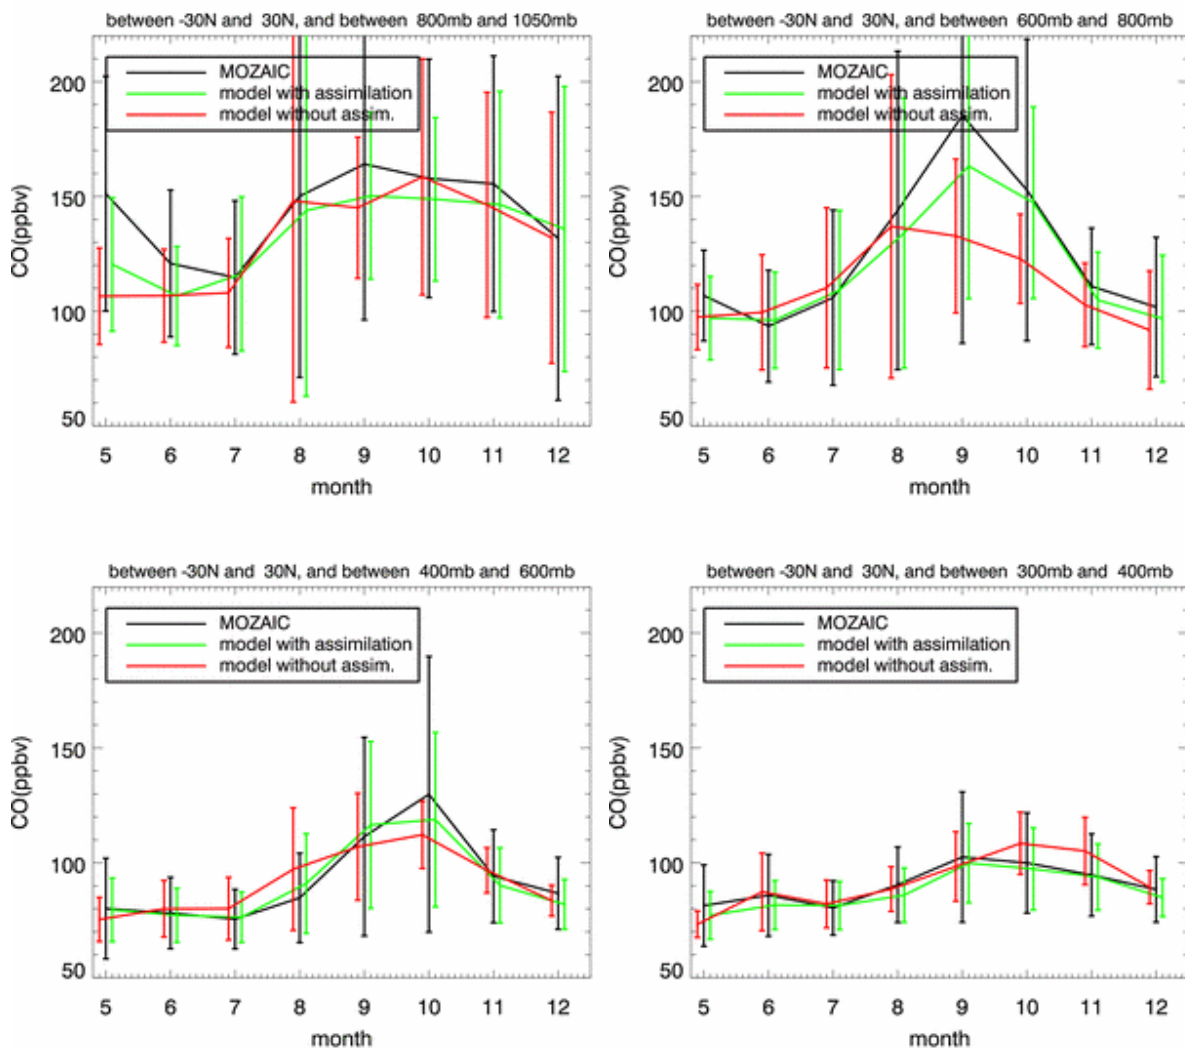 between -30N and 30N, and between 800mb and 1050mb
MOZAIC
model with assimilation
model without assim.
CO(ppbv)
200
150
100
50
5 6 7 8 9 10 11 12
month
between -30N and 30N, and between 600mb and 800mb
MOZAIC
model with assimilation
model without assim.
CO(ppbv)
200
150
100
50
5 6 7 8 9 10 11 12
month
between -30N and 30N, and between 400mb and 600mb
MOZAIC
model with assimilation
model without assim.
CO(ppbv)
200
150
100
50
5 6 7 8 9 10 11 12
month
between -30N and 30N, and between 300mb and 400mb
MOZAIC
model with assimilation
model without assim.
CO(ppbv)
200
150
100
50
5 6 7 8 9 10 11 12
month